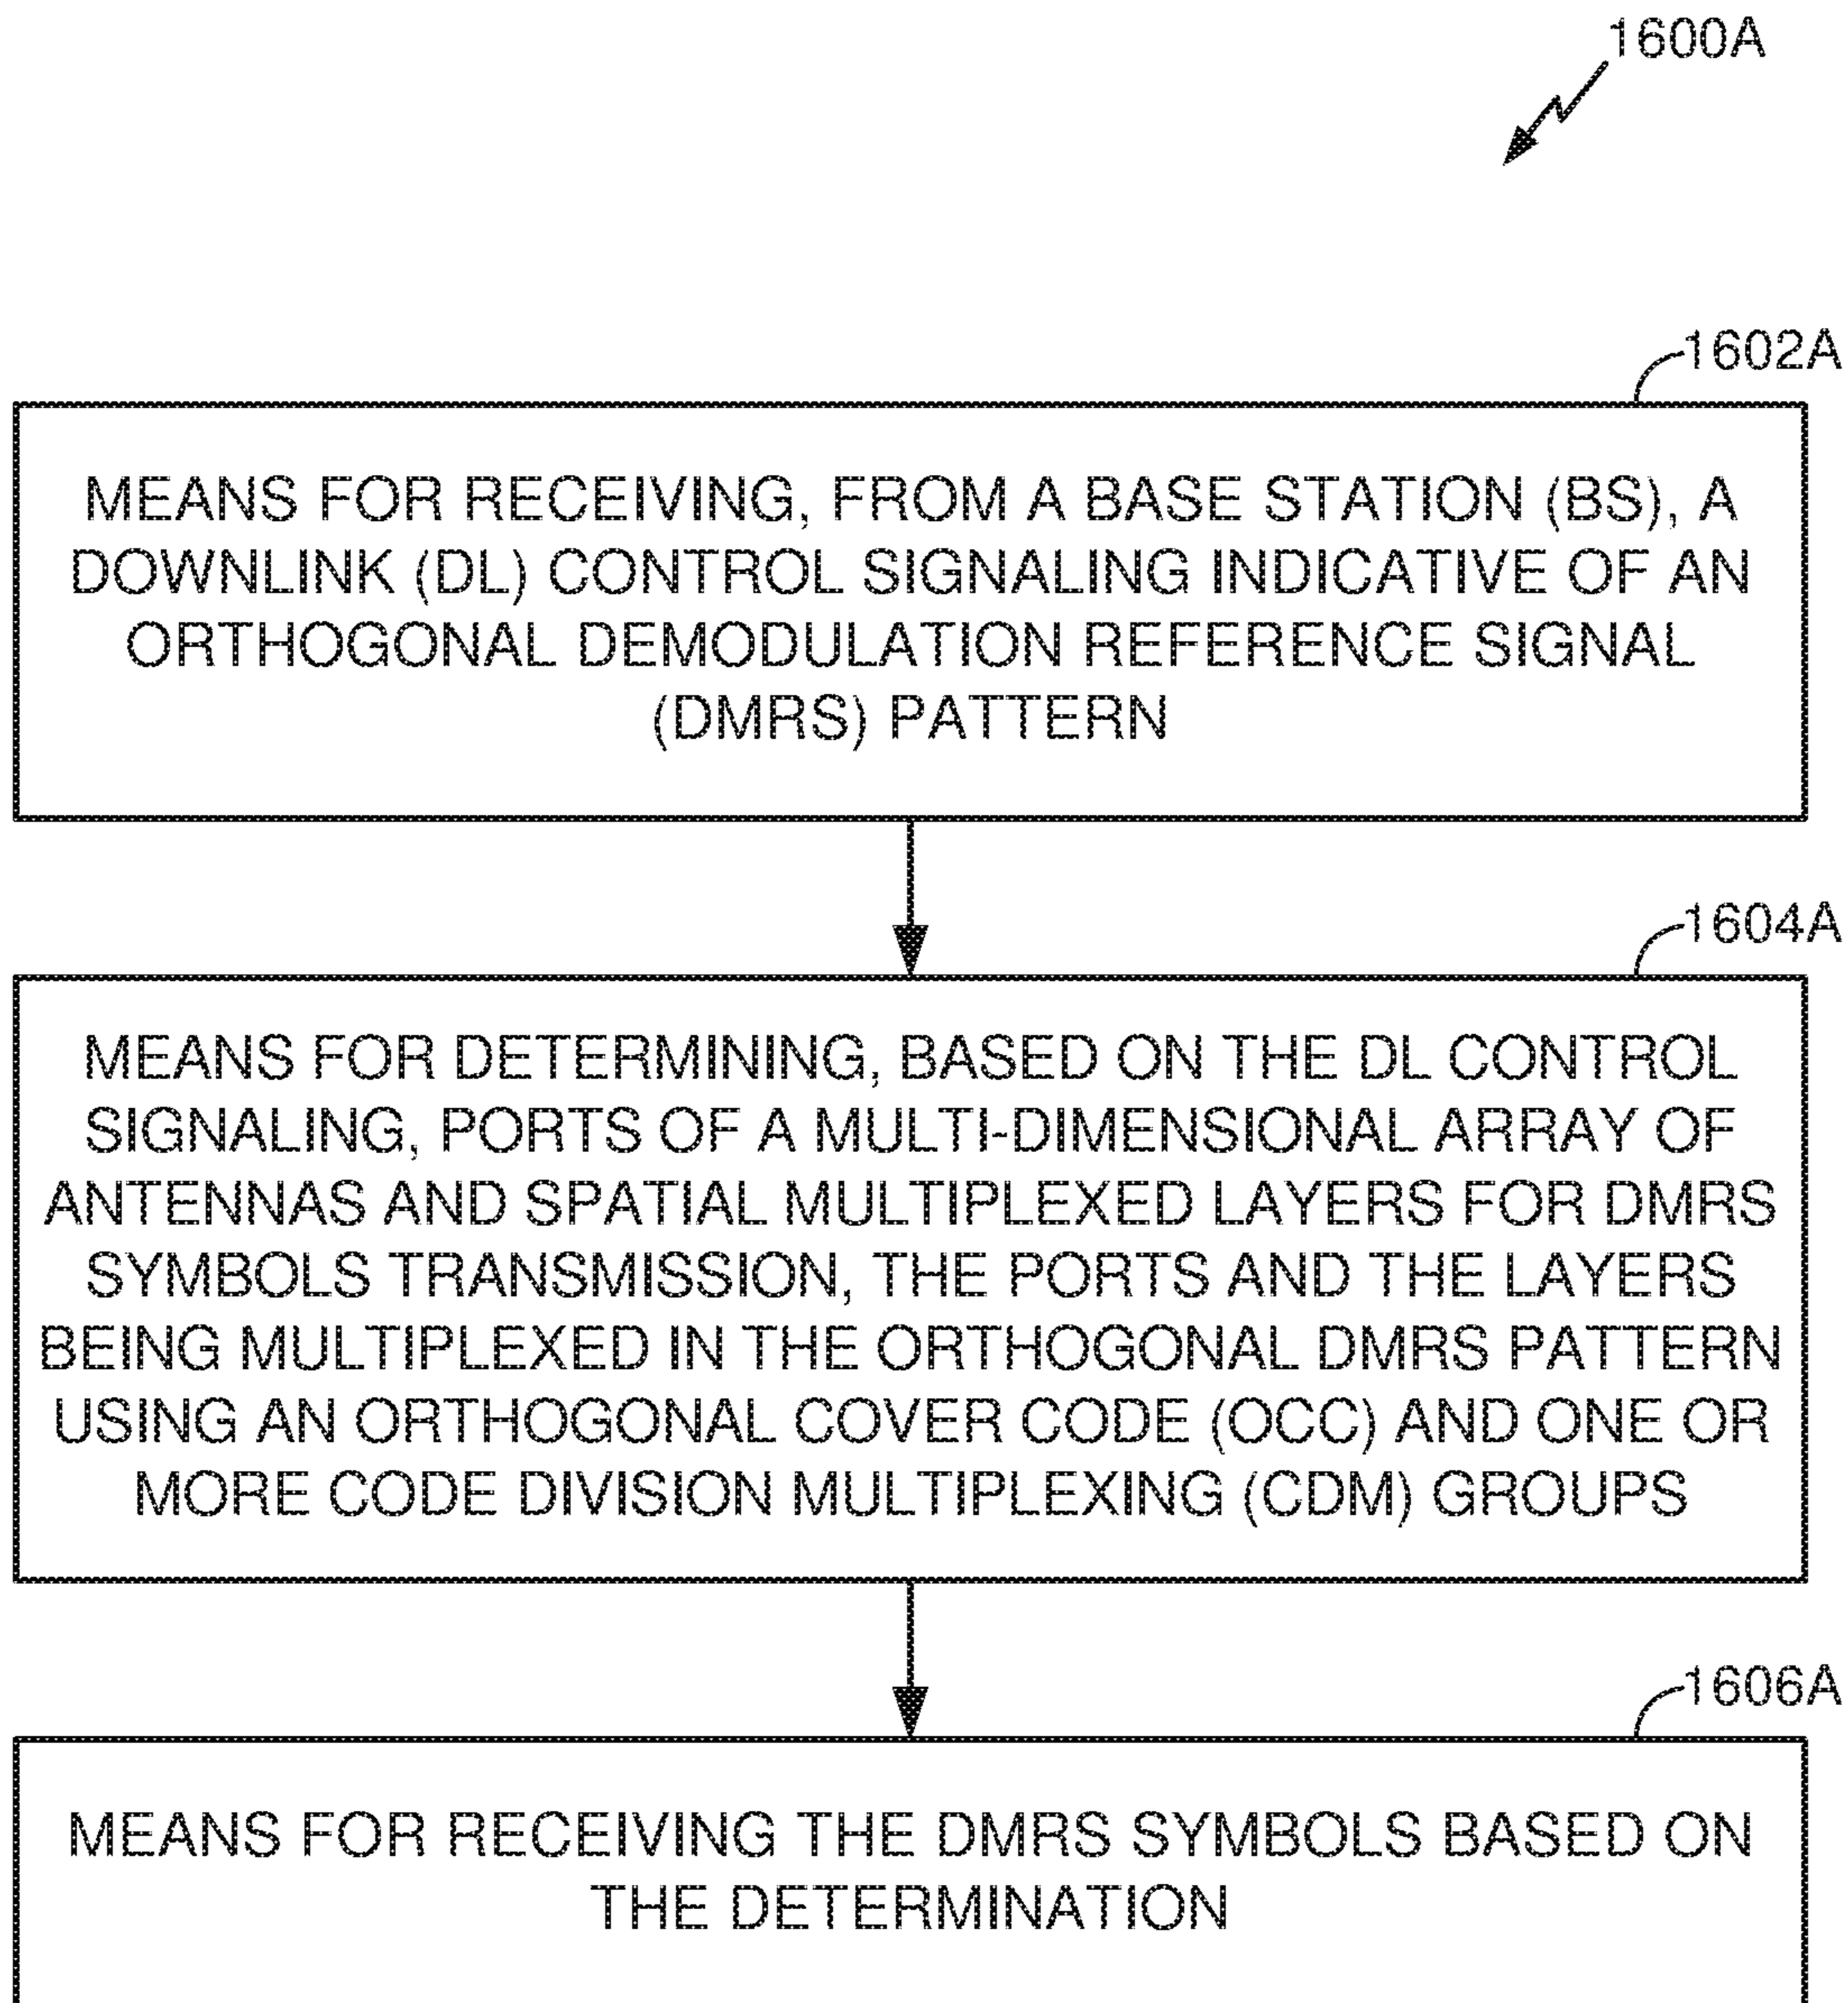 1600A
1602A
MEANS FOR RECEIVING, FROM A BASE STATION (BS), A
DOWNLINK (DL) CONTROL SIGNALING INDICATIVE OF AN
ORTHOGONAL DEMODULATION REFERENCE SIGNAL
(DMRS) PATTERN
1604A
MEANS FOR DETERMINING, BASED ON THE DL CONTROL
SIGNALING, PORTS OF A MULTI-DIMENSIONAL ARRAY OF
ANTENNAS AND SPATIAL MULTIPLEXED LAYERS FOR DMRS
SYMBOLS TRANSMISSION, THE PORTS AND THE LAYERS
BEING MULTIPLEXED IN THE ORTHOGONAL DMRS PATTERN
USING AN ORTHOGONAL COVER CODE (OCC) AND ONE OR
MORE CODE DIVISION MULTIPLEXING (CDM) GROUPS
1606A
MEANS FOR RECEIVING THE DMRS SYMBOLS BASED ON
THE DETERMINATION